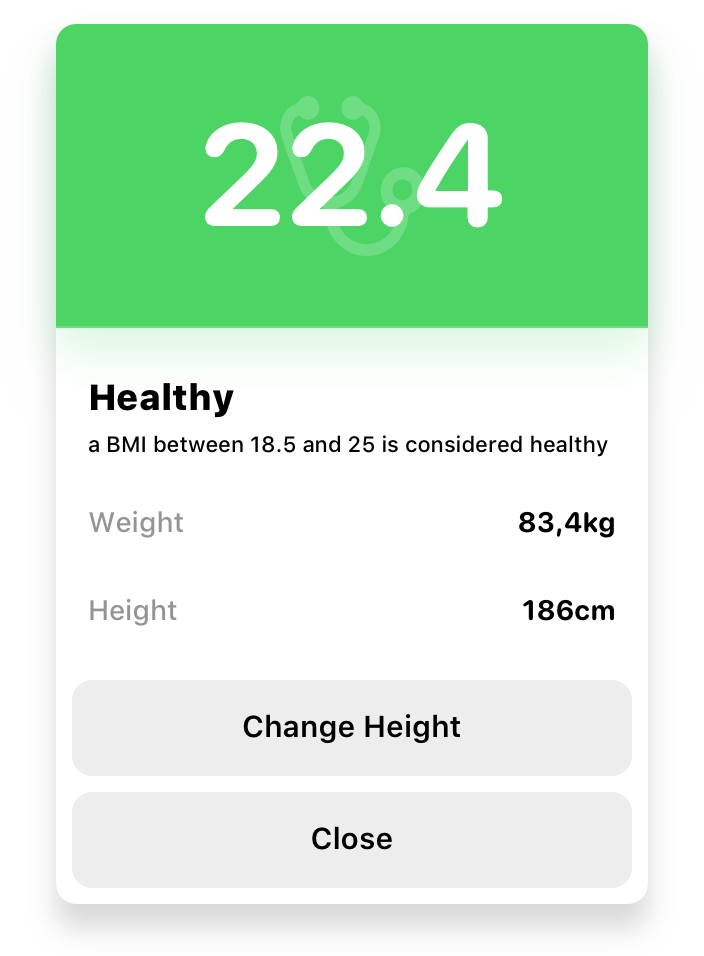 22.4
Healthy
a BMI between 18.5 and 25 is considered healthy
Weight 83,4kg
Height 186cm
Change Height
Close